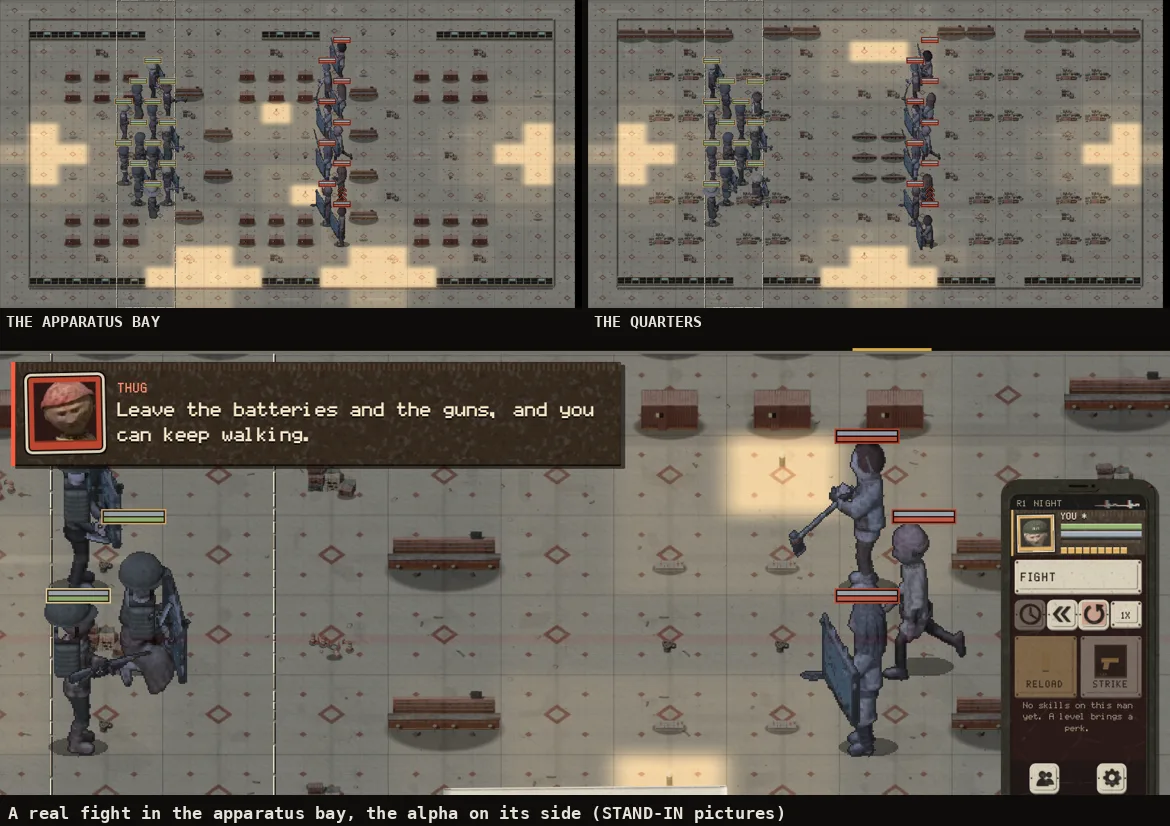 THE APPARATUS BAY
THE QUARTERS
THUG
Leave the batteries and the guns, and you
can keep walking.
R1 NIGHT
YOU *
FIGHT
1X
RELOAD
STRIKE
No skills on this man
yet. A level brings a
perk.
A real fight in the apparatus bay, the alpha on its side (STAND-IN pictures)